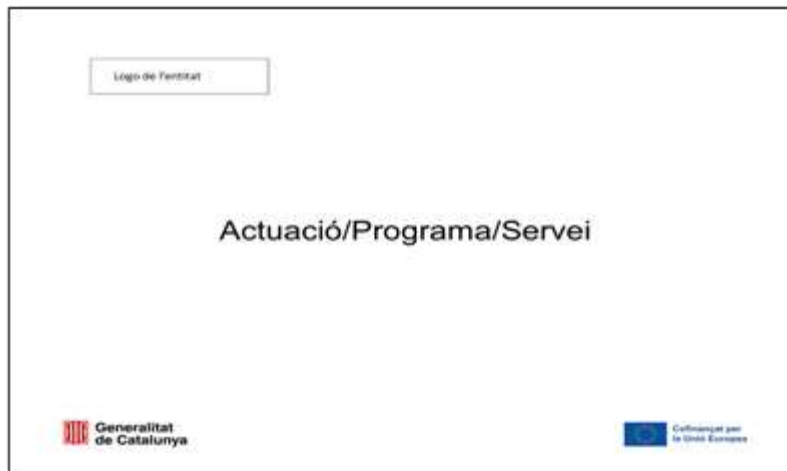 Logo de l'entitat
Actuació/Programa/Servei
Generalitat
de Catalunya
Cofinançat per
la Unió Europea